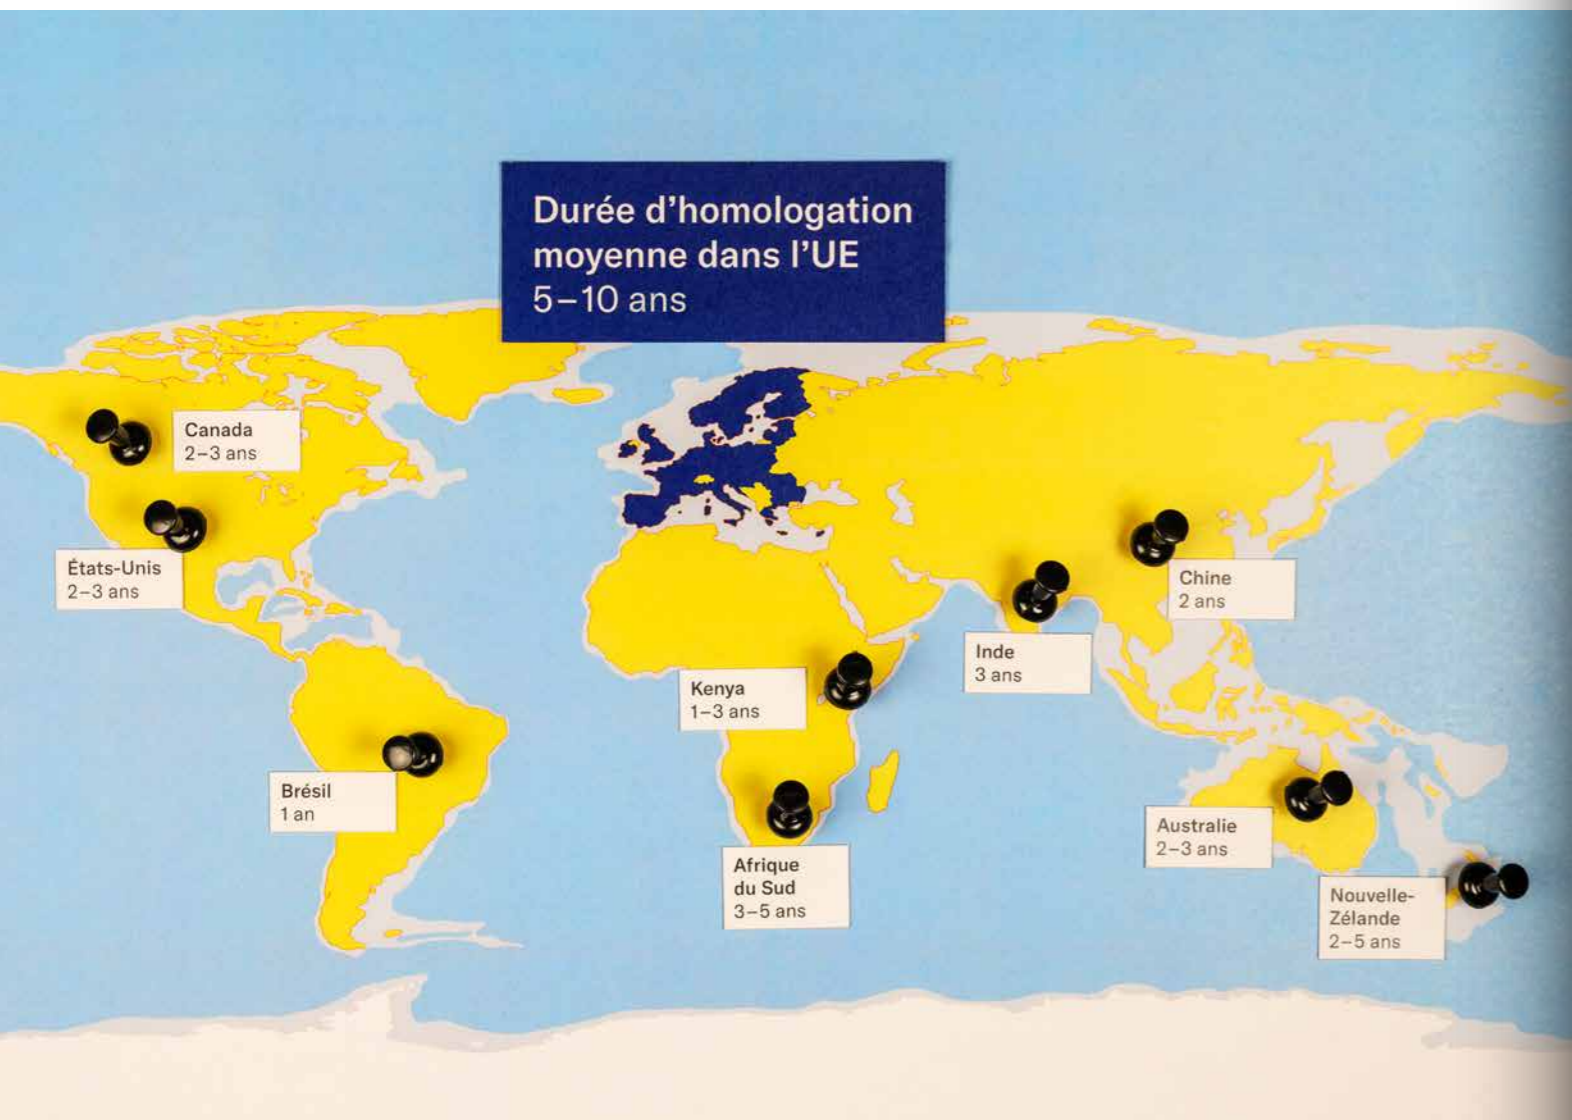 Durée d’homologation
moyenne dans l’UE
5–10 ans
Canada
2–3 ans
États-Unis
2–3 ans
Brésil
1 an
Kenya
1–3 ans
Afrique
du Sud
3–5 ans
Inde
3 ans
Chine
2 ans
Australie
2–3 ans
Nouvelle-
Zélande
2–5 ans